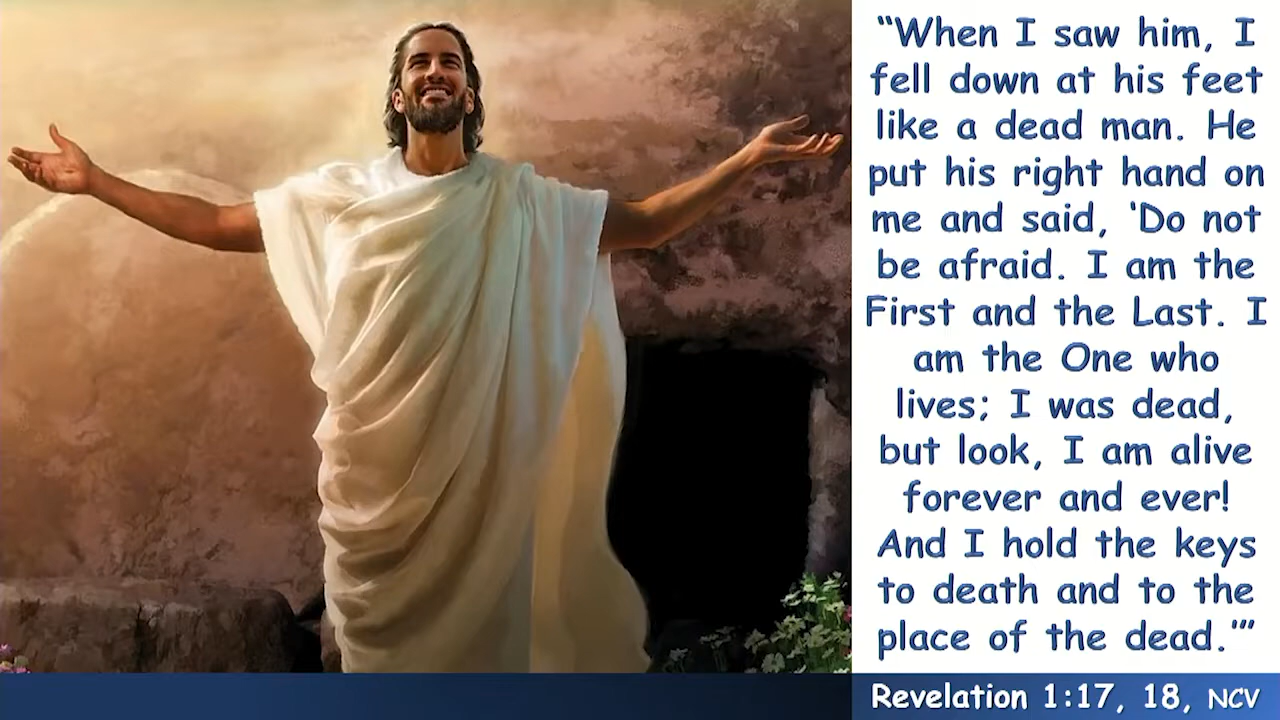 “When I saw him, I
fell down at his feet
like a dead man. He
put his right hand on
me and said, ‘Do not
be afraid. I am the
First and the Last. I
am the One who
lives; I was dead,
but look, I am alive
forever and ever!
And I hold the keys
to death and to the
place of the dead.’”
Revelation 1:17, 18, NCV